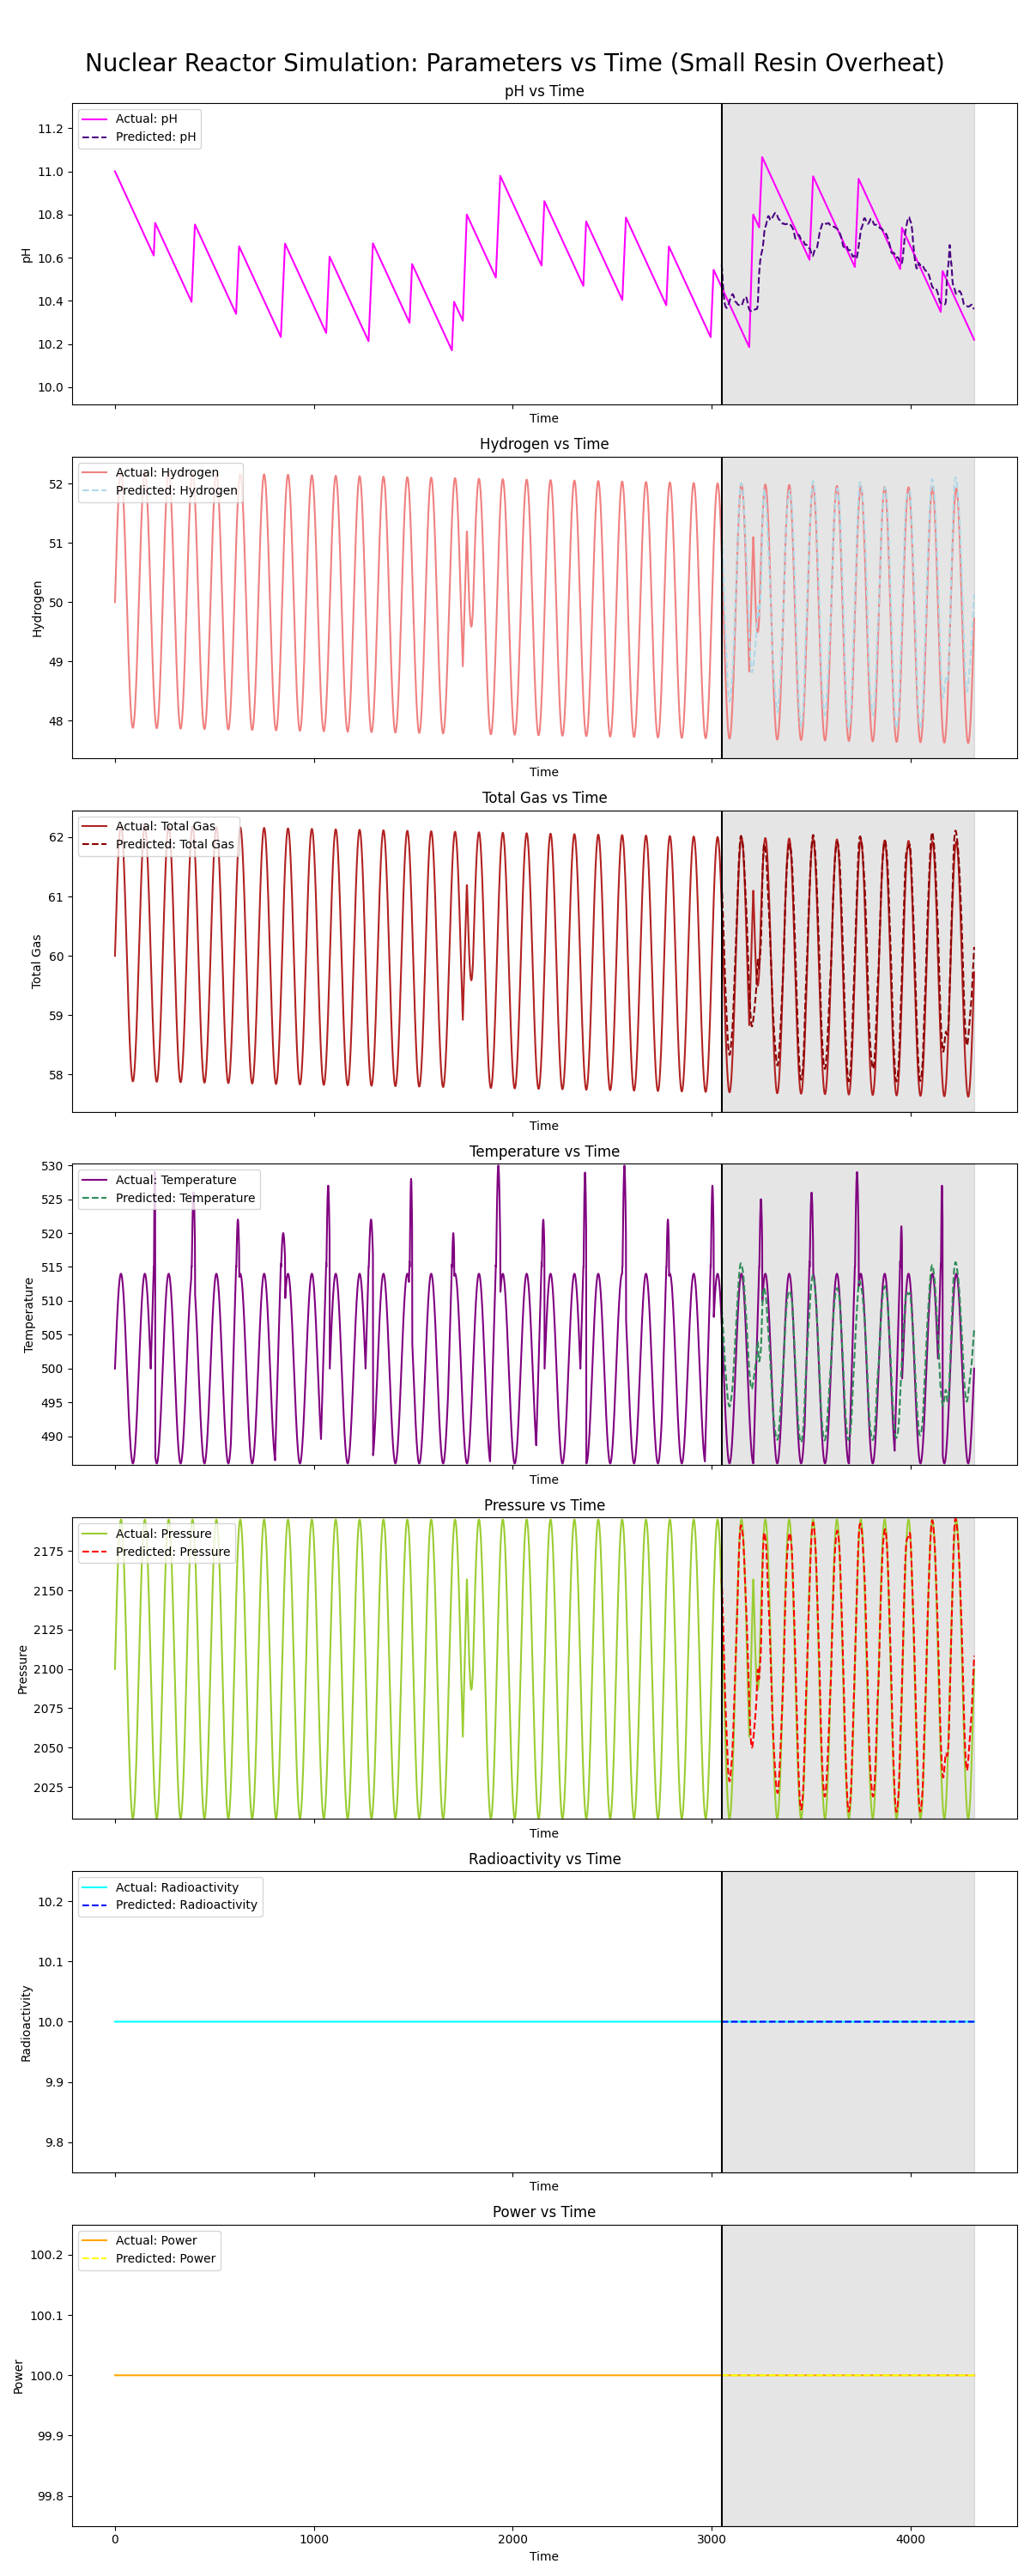 Nuclear Reactor Simulation: Parameters vs Time (Small Resin Overheat)
pH vs Time
Actual: pH
Predicted: pH
11.2
11.0
10.8
10.6
10.4
10.2
10.0
pH
Time
Hydrogen vs Time
Actual: Hydrogen
Predicted: Hydrogen
52
51
50
49
48
Hydrogen
Time
Total Gas vs Time
Actual: Total Gas
Predicted: Total Gas
62
61
60
59
58
Total Gas
Time
Temperature vs Time
Actual: Temperature
Predicted: Temperature
530
525
520
515
510
505
500
495
490
Temperature
Time
Pressure vs Time
Actual: Pressure
Predicted: Pressure
2175
2150
2125
2100
2075
2050
2025
Pressure
Time
Radioactivity vs Time
Actual: Radioactivity
Predicted: Radioactivity
10.2
10.1
10.0
9.9
9.8
Radioactivity
Time
Power vs Time
Actual: Power
Predicted: Power
100.2
100.1
100.0
99.9
99.8
Power
0 1000 2000 3000 4000
Time